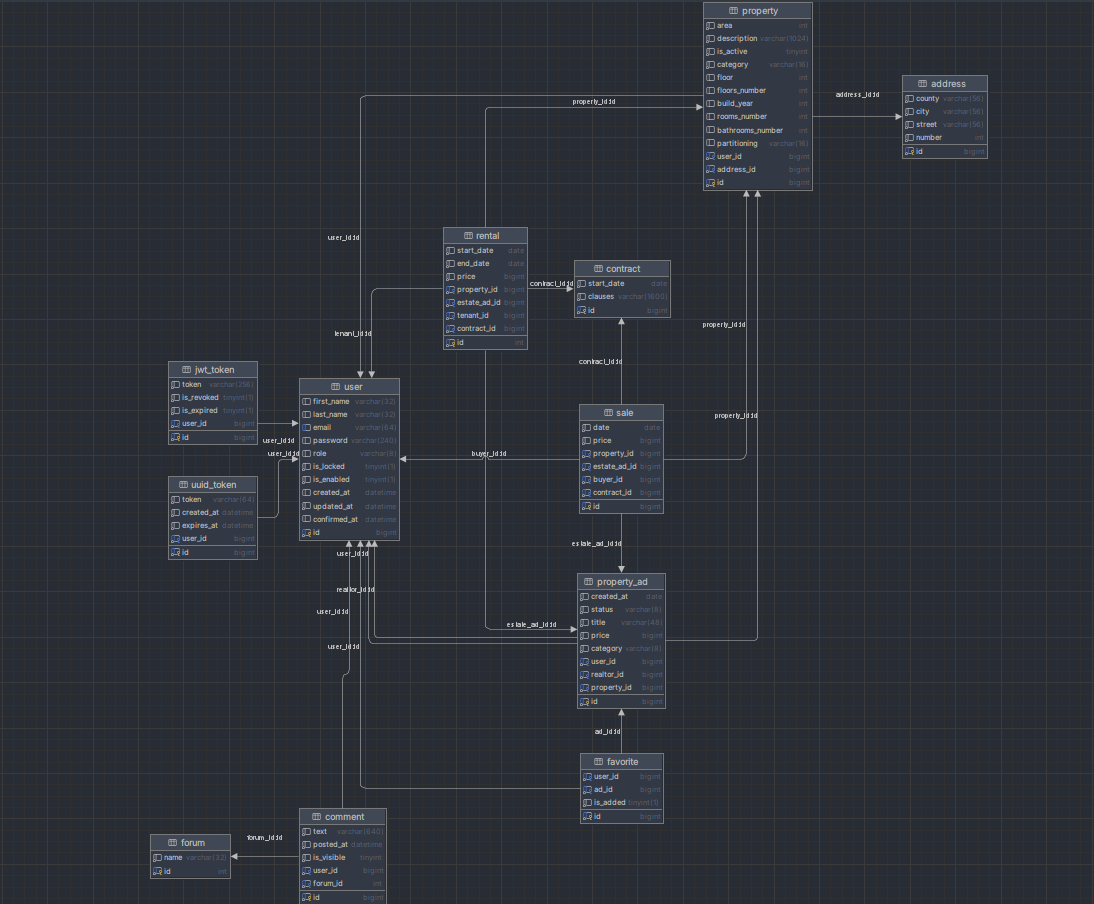 property
area int
description varchar(1024)
is_active tinyint
category varchar(16)
floor int
floors_number int
build_year int
rooms_number int
bathrooms_number int
partitioning varchar(16)
user_id bigint
address_id bigint
id bigint
address_id:id
address
county varchar(56)
city varchar(56)
street varchar(56)
number int
id bigint
property_id:id
user_id:id
rental
start_date date
end_date date
price bigint
property_id bigint
estate_ad_id bigint
tenant_id bigint
contract_id bigint
id int
contract_id:id
contract
start_date date
clauses varchar(1600)
id bigint
property_id:id
tenant_id:id
contract_id:id
jwt_token
token varchar(256)
is_revoked tinyint(1)
is_expired tinyint(1)
user_id bigint
id bigint
user_id:id
user
first_name varchar(32)
last_name varchar(32)
email varchar(64)
password varchar(240)
role varchar(8)
is_locked tinyint(1)
is_enabled tinyint(1)
created_at datetime
updated_at datetime
confirmed_at datetime
id bigint
sale
date date
price bigint
property_id bigint
estate_ad_id bigint
buyer_id bigint
contract_id bigint
id bigint
property_id:id
user_id:id
buyer_id:id
uuid_token
token varchar(64)
created_at datetime
expires_at datetime
user_id bigint
id bigint
estate_ad_id:id
user_id:id
realtor_id:id
user_id:id
user_id:id
estate_ad_id:id
property_ad
created_at date
status varchar(8)
title varchar(48)
price bigint
category varchar(8)
user_id bigint
realtor_id bigint
property_id bigint
id bigint
ad_id:id
favorite
user_id bigint
ad_id bigint
is_added tinyint(1)
id bigint
comment
text varchar(640)
posted_at datetime
is_visible tinyint
user_id bigint
forum_id int
id bigint
forum_id:id
forum
name varchar(32)
id int